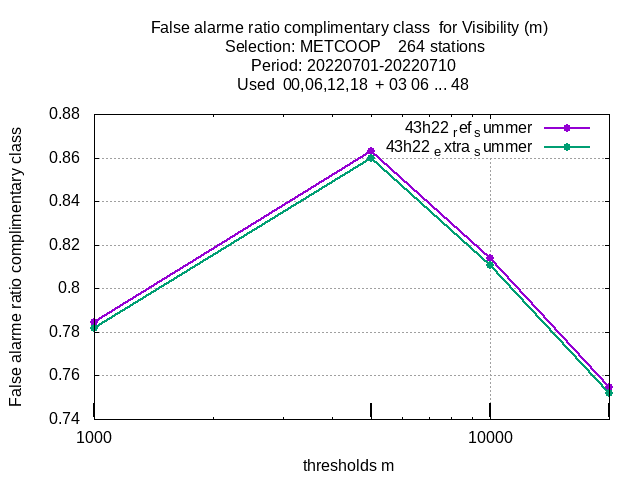 False alarme ratio complimentary class  for Visibility (m)
Selection: METCOOP    264 stations
Period: 20220701-20220710
Used  00,06,12,18  + 03 06 ... 48
False alarme ratio complimentary class
0.88
0.86
0.84
0.82
0.8
0.78
0.76
0.74
43h22 ref summer
43h22 extra summer
1000
10000
thresholds m